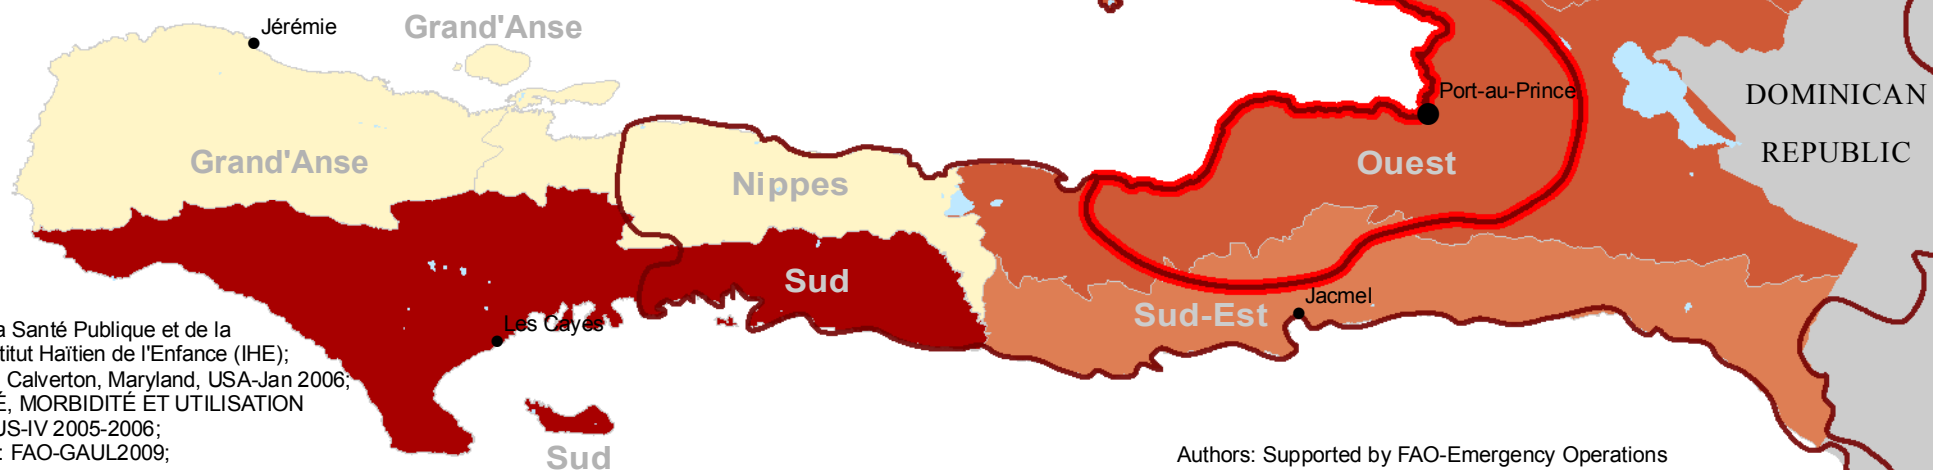 Jérémie
Grand'Anse
Port-au-Prince
DOMINICAN
REPUBLIC
Grand'Anse
Nippes
Ouest
Sud
Sud-Est
Jacmel
Les Cayes
a Santé Publique et de la
titut Haïtien de l'Enfance (IHE);
Calverton, Maryland, USA-Jan 2006;
É, MORBIDITÉ ET UTILISATION
US-IV 2005-2006;
: FAO-GAUL2009;
Sud
Authors: Supported by FAO-Emergency Operations